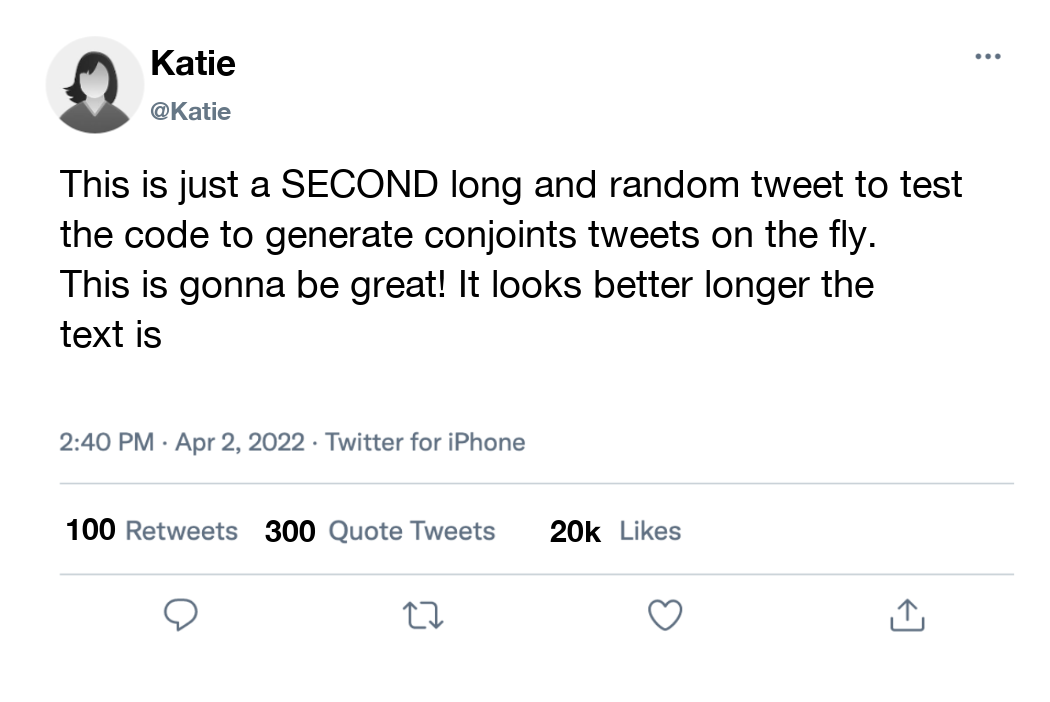 Katie
@Katie
This is just a SECOND long and random tweet to test
the code to generate conjoints tweets on the fly.
This is gonna be great! It looks better longer the
text is
2:40 PM · Apr 2, 2022 · Twitter for iPhone
100 Retweets 300 Quote Tweets 20k Likes